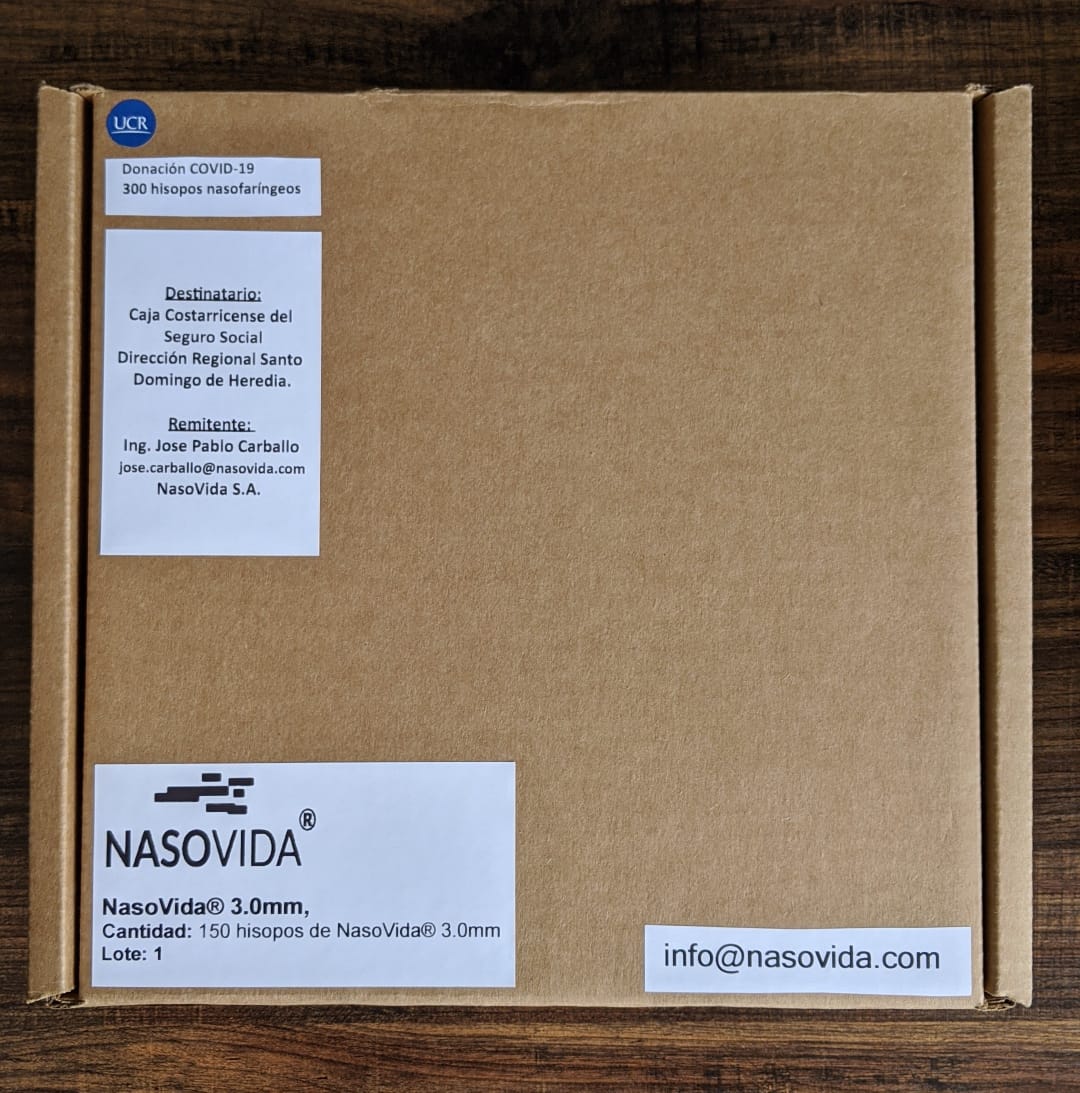 UCR
Donación COVID-19
300 hisopos nasofaríngeos
Destinatario:
Caja Costarricense del
Seguro Social
Dirección Regional Santo
Domingo de Heredia.
Remitente:
Ing. Jose Pablo Carballo
jose.carballo@nasovida.com
NasoVida S.A.
NASOVIDA®
NasoVida® 3.0mm,
Cantidad: 150 hisopos de NasoVida® 3.0mm
Lote: 1
info@nasovida.com